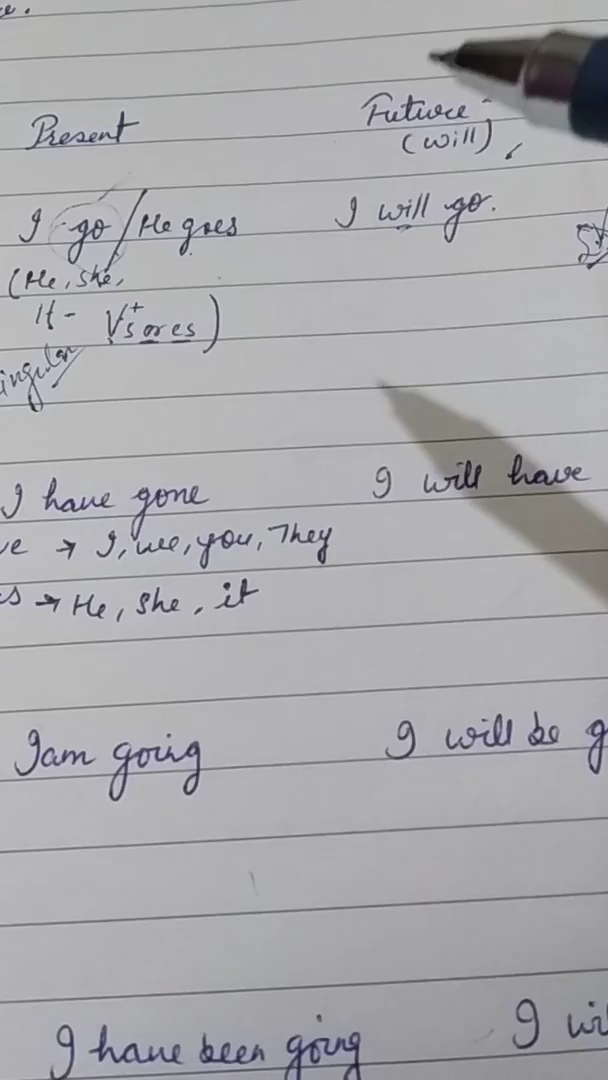 Present Future
(will)
I go / He goes I will go.
(He, she,
It - V+s or es)
I have gone I will have
→ I, we, you, They
→ He, she, it
I am going I will be
I have been going I